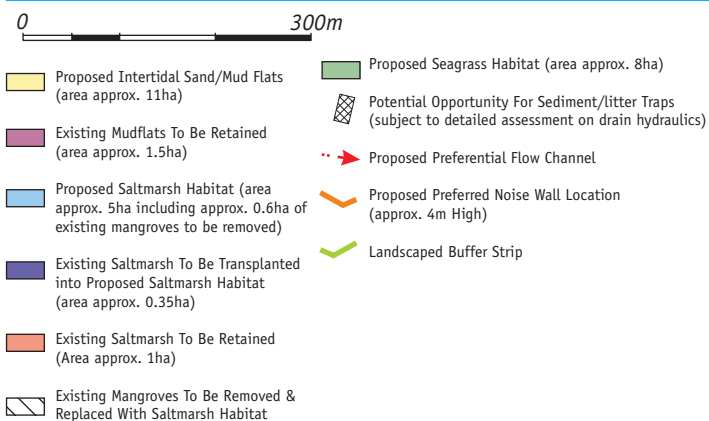 0 300m
Proposed Intertidal Sand/Mud Flats
(area approx. 11ha)
Existing Mudflats To Be Retained
(area approx. 1.5ha)
Proposed Saltmarsh Habitat (area
approx. 5ha including approx. 0.6ha of
existing mangroves to be removed)
Existing Saltmarsh To Be Transplanted
into Proposed Saltmarsh Habitat
(area approx. 0.35ha)
Existing Saltmarsh To Be Retained
(Area approx. 1ha)
Existing Mangroves To Be Removed &
Replaced With Saltmarsh Habitat
Proposed Seagrass Habitat (area approx. 8ha)
Potential Opportunity For Sediment/litter Traps
(subject to detailed assessment on drain hydraulics)
Proposed Preferential Flow Channel
Proposed Preferred Noise Wall Location
(approx. 4m High)
Landscaped Buffer Strip